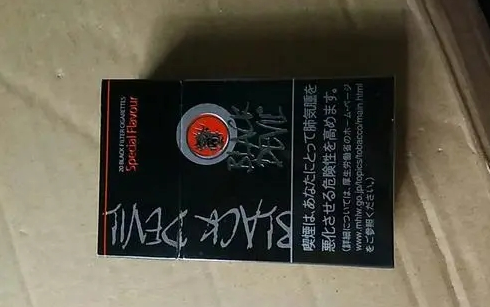 20 BLACK FILTER CIGARETTES
Special Flavour
BLACK
DEVIL
BLACK DEVIL
喫煙は、あなたにとって肺気腫を
悪化させる危険性を高めます。
(詳細については、厚生労働省のホーム・ページ
www.mhlw.go.jp/topics/tobacco/main.html
をご参照ください。)